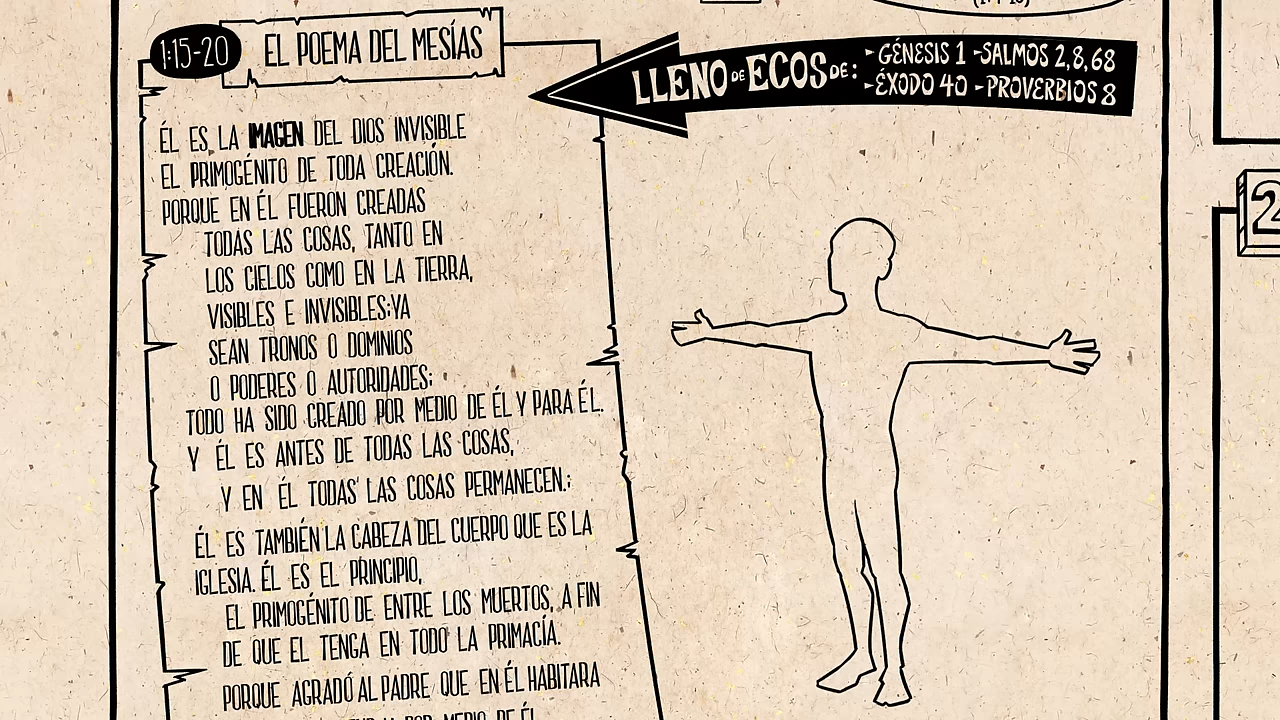 1:15-20 EL POEMA DEL MESÍAS
LLENO DE ECOS DE:
-GÉNESIS 1 -SALMOS 2,8,68
-ÉXODO 40 -PROVERBIOS 8
ÉL ES LA IMAGEN DEL DIOS INVISIBLE
EL PRIMOGÉNITO DE TODA CREACIÓN.
PORQUE EN ÉL FUERON CREADAS
TODAS LAS COSAS, TANTO EN
LOS CIELOS COMO EN LA TIERRA,
VISIBLES E INVISIBLES; YA
SEAN TRONOS O DOMINIOS
O PODERES O AUTORIDADES;
TODO HA SIDO CREADO POR MEDIO DE ÉL Y PARA ÉL.
Y ÉL ES ANTES DE TODAS LAS COSAS,
Y EN ÉL TODAS LAS COSAS PERMANECEN.;
ÉL ES TAMBIÉN LA CABEZA DEL CUERPO QUE ES LA
IGLESIA. ÉL ES EL PRINCIPIO,
EL PRIMOGÉNITO DE ENTRE LOS MUERTOS, A FIN
DE QUE EL TENGA EN TODO LA PRIMACÍA.
PORQUE AGRADÓ AL PADRE QUE EN ÉL HABITARA
POR MEDIO DE ÉL
2